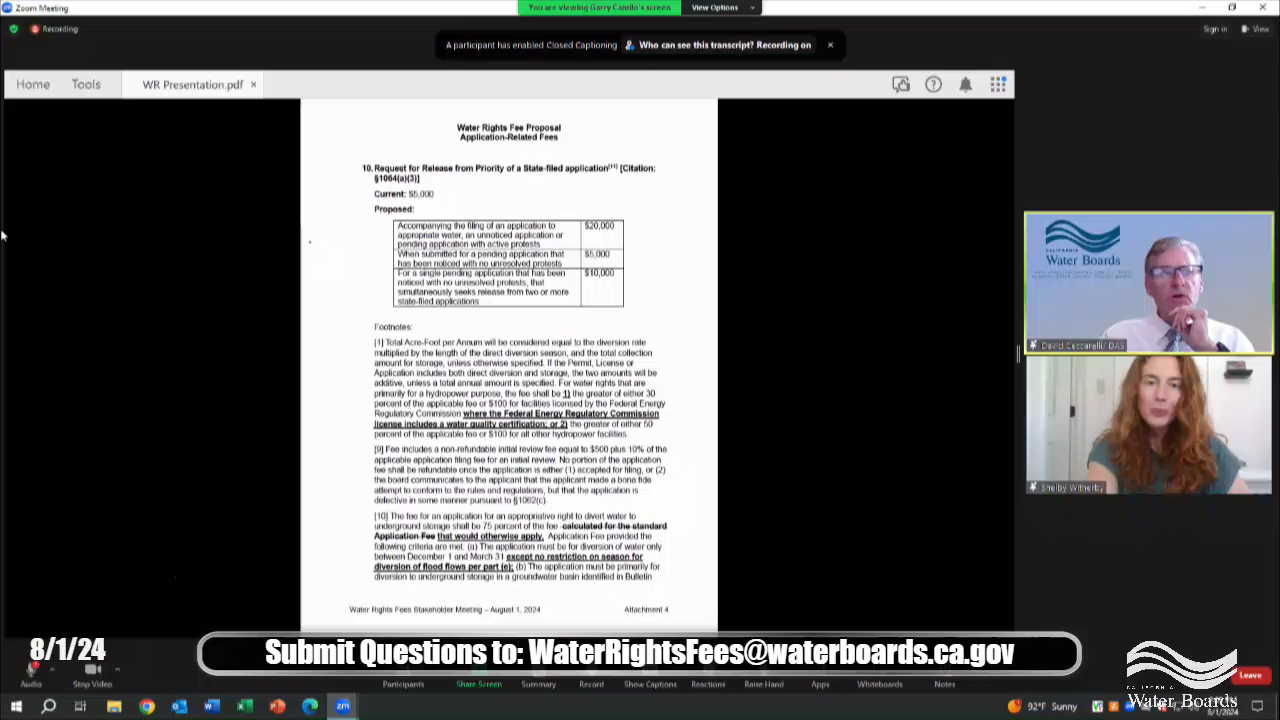 Zoom Meeting
You are viewing Garry Camilo's screen
View Options
Recording
A participant has enabled Closed Captioning
Who can see this transcript? Recording on
Sign in
View
Home
Tools
WR Presentation.pdf
Water Rights Fee Proposal
Application-Related Fees
10. Request for Release from Priority of a State-filed application[11] [Citation:
§1064(a)(3)]
Current: $5,000
Proposed:
Accompanying the filing of an application to $20,000
appropriate water, an unnoticed application or
pending application with active protests
When submitted for a pending application that $5,000
has been noticed with no unresolved protests
For a single pending application that has been $10,000
noticed with no unresolved protests, that
simultaneously seeks release from two or more
state-filed applications.
Footnotes:
[1] Total Acre-Foot per Annum will be considered equal to the diversion rate
multiplied by the length of the direct diversion season, and the total collection
amount for storage, unless otherwise specified. If the Permit, License or
Application includes both direct diversion and storage, the two amounts will be
additive, unless a total annual amount is specified. For water rights that are
primarily for a hydropower purpose, the fee shall be 1) the greater of either 30
percent of the applicable fee or $100 for facilities licensed by the Federal Energy
Regulatory Commission where the Federal Energy Regulatory Commission
license includes a water quality certification; or 2) the greater of either 50
percent of the applicable fee or $100 for all other hydropower facilities.
[9] Fee includes a non-refundable initial review fee equal to $500 plus 10% of the
applicable application filing fee for an initial review. No portion of the application
fee shall be refundable once the application is either (1) accepted for filing, or (2)
the board communicates to the applicant that the applicant made a bona fide
attempt to conform to the rules and regulations, but that the application is
defective in some manner pursuant to §1062(c).
[10] The fee for an application for an appropriative right to divert water to
underground storage shall be 75 percent of the fee calculated for the standard
Application Fee that would otherwise apply, Application Fee provided the
following criteria are met: (a) The application must be for diversion of water only
between December 1 and March 31 except no restriction on season for
diversion of flood flows per part (e); (b) The application must be primarily for
diversion to underground storage in a groundwater basin identified in Bulletin
Water Rights Fees Stakeholder Meeting – August 1, 2024
Attachment 4
CALIFORNIA
Water Boards
David Ceccarelli/ DAS
Shelby Witherby
8/1/24
Submit Questions to: WaterRightsFees@waterboards.ca.gov
Audio
Stop Video
Participants
Share Screen
Summary
Record
Show Captions
Reactions
Raise Hand
Apps
Whiteboards
Notes
Leave
92°F Sunny
8/1/2024
Water Boards